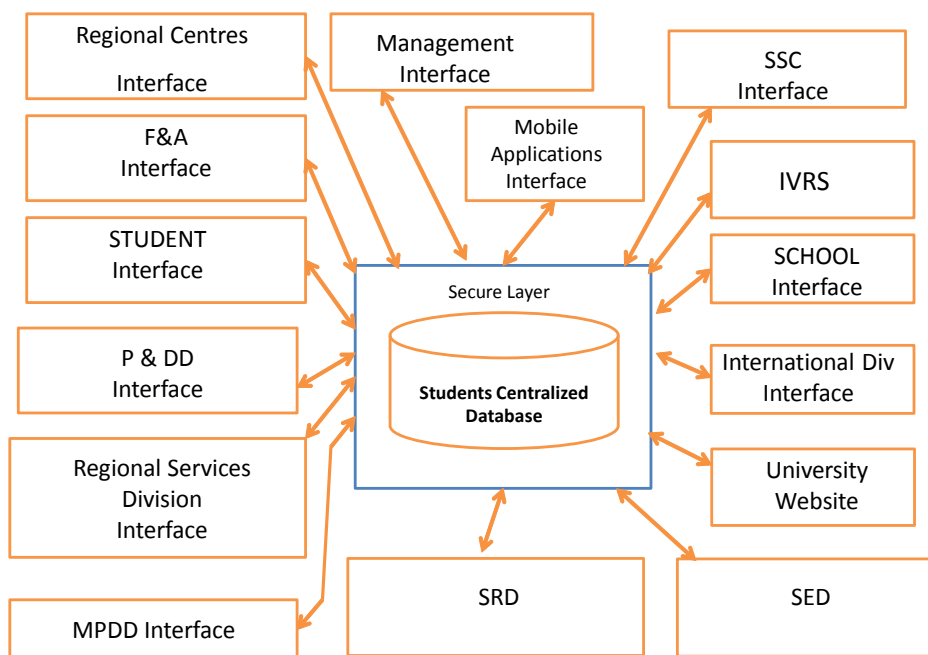 Regional Centres
Interface
Management
Interface
SSC
Interface
F&A
Interface
Mobile
Applications
Interface
IVRS
STUDENT
Interface
SCHOOL
Interface
Secure Layer
Students Centralized
Database
P & DD
Interface
International Div
Interface
Regional Services
Division
Interface
University
Website
MPDD Interface
SRD
SED